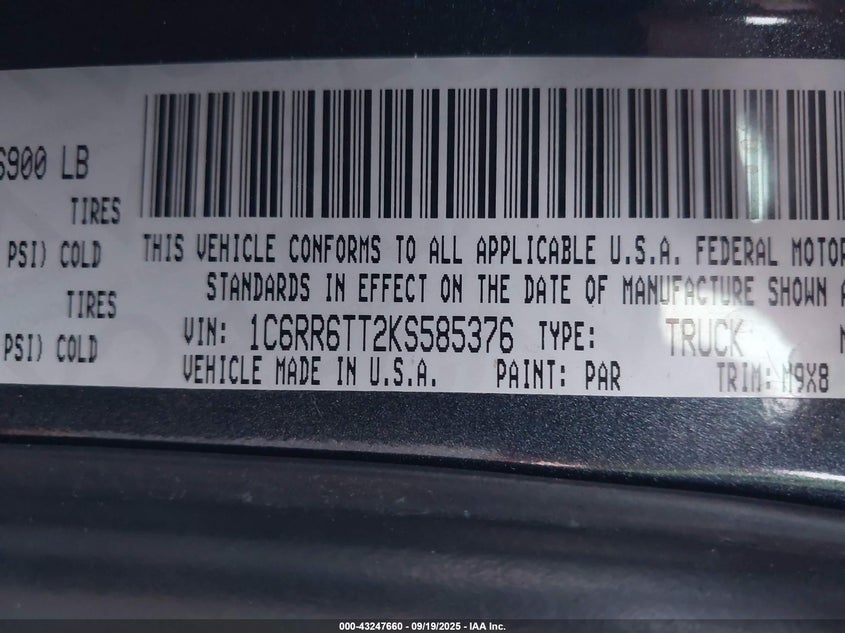 6900 LB
TIRES
PSI) COLD
TIRES
PSI) COLD
THIS VEHICLE CONFORMS TO ALL APPLICABLE U.S.A. FEDERAL MOTOR
STANDARDS IN EFFECT ON THE DATE OF MANUFACTURE SHOWN A
VIN: 1C6RR6TT2KS585376 TYPE: TRUCK
VEHICLE MADE IN U.S.A. PAINT: PAR TRIM: M9X8
000-43247660 - 09/19/2025 - IAA Inc.